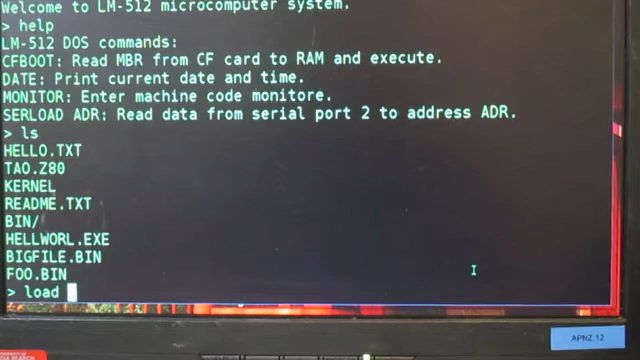 Welcome to LM-512 microcomputer system.
> help
LM-512 DOS commands:
CFBOOT: Read MBR from CF card to RAM and execute.
DATE: Print current date and time.
MONITOR: Enter machine code monitore.
SERLOAD ADR: Read data from serial port 2 to address ADR.
> ls
HELLO.TXT
TAO.Z80
KERNEL
README.TXT
BIN/
HELLWORL.EXE
BIGFILE.BIN
FOO.BIN
> load
APNZ 12